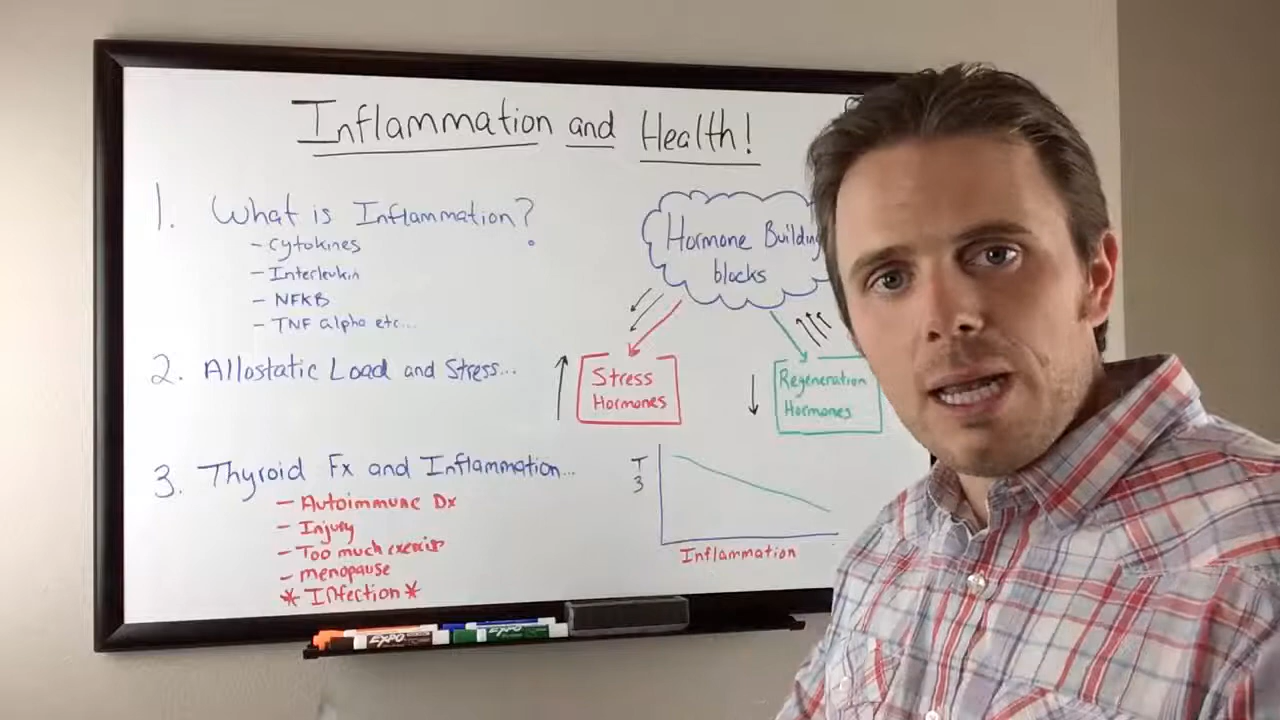 Inflammation and Health!
1. What is Inflammation?
- Cytokines
- Interleukin
- NFKB
- TNF alpha etc...
2. Allostatic Load and Stress...
3. Thyroid Fx and Inflammation...
- Autoimmune Dx
- Injury
- Too much exercise
- menopause
* Infection *
Hormone Building
blocks
Stress
Hormones
Regeneration
Hormones
T
3
Inflammation
EXPO
EXPO